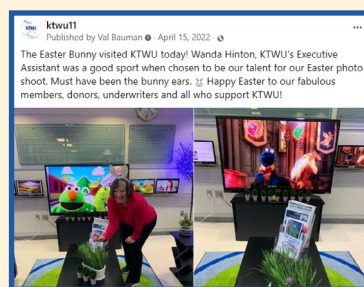 ktwu11
Published by Val Bauman · April 15, 2022 ·
The Easter Bunny visited KTWU today! Wanda Hinton, KTWU's Executive
Assistant was a good sport when chosen to be our talent for our Easter photo
shoot. Must have been the bunny ears. 🐰 Happy Easter to our fabulous
members, donors, underwriters and all who support KTWU!